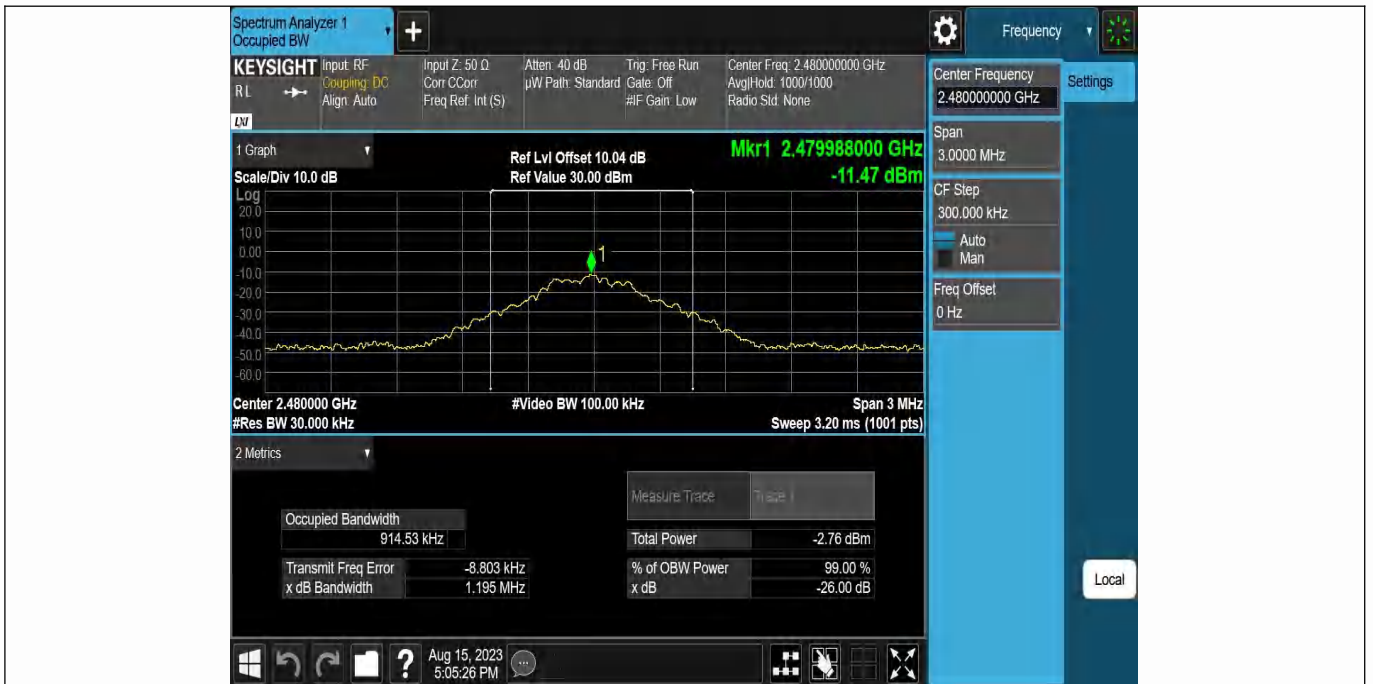 Spectrum Analyzer 1
Occupied BW
+
Frequency
KEYSIGHT
RL
LXI
Input: RF
Coupling: DC
Align: Auto
Input Z: 50 Ω
Corr CCorr
Freq Ref: Int (S)
Atten: 40 dB
µW Path: Standard
Trig: Free Run
Gate: Off
#IF Gain: Low
Center Freq: 2.480000000 GHz
Avg|Hold: 1000/1000
Radio Std: None
Center Frequency
2.480000000 GHz
Settings
Span
3.0000 MHz
CF Step
300.000 kHz
Auto
Man
Freq Offset
0 Hz
Local
1 Graph
Scale/Div 10.0 dB
Ref Lvl Offset 10.04 dB
Ref Value 30.00 dBm
Mkr1 2.479988000 GHz
-11.47 dBm
Log
20.0
10.0
0.00
-10.0
-20.0
-30.0
-40.0
-50.0
-60.0
1
Center 2.480000 GHz
#Video BW 100.00 kHz
Span 3 MHz
#Res BW 30.000 kHz
Sweep 3.20 ms (1001 pts)
2 Metrics
Measure Trace
Trace 1
Occupied Bandwidth
914.53 kHz
Total Power
-2.76 dBm
Transmit Freq Error
-8.803 kHz
% of OBW Power
99.00 %
x dB Bandwidth
1.195 MHz
x dB
-26.00 dB
?
Aug 15, 2023
5:05:26 PM